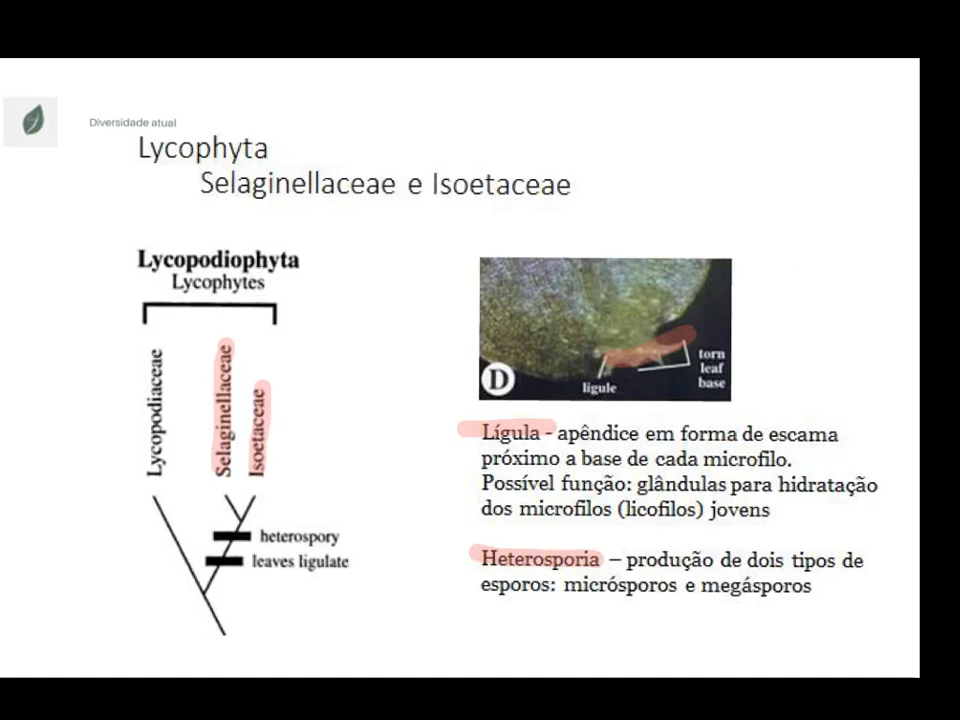 Diversidade atual
Lycophyta
Selaginellaceae e Isoetaceae
Lycopodiophyta
Lycophytes
Lycopodiaceae
Selaginellaceae
Isoetaceae
heterospory
leaves ligulate
D
ligule
torn
leaf
base
Lígula - apêndice em forma de escama
próximo a base de cada microfilo.
Possível função: glândulas para hidratação
dos microfilos (licofilos) jovens
Heterosporia – produção de dois tipos de
esporos: micrósporos e megásporos